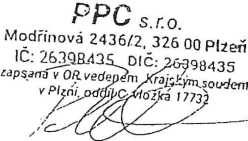 PPC s.r.o.
Modřínová 2436/2, 326 00 Plzeň
IČ: 26398435 DIČ: 26398435
zapsaná v OR vedeném Krajským soudem
v Plzni, oddíl C vložka 17732